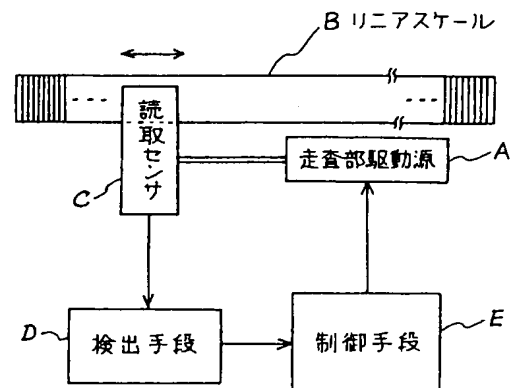 B リニアスケール
読取センサ
走査部駆動源
A
C
D
検出手段
制御手段
E